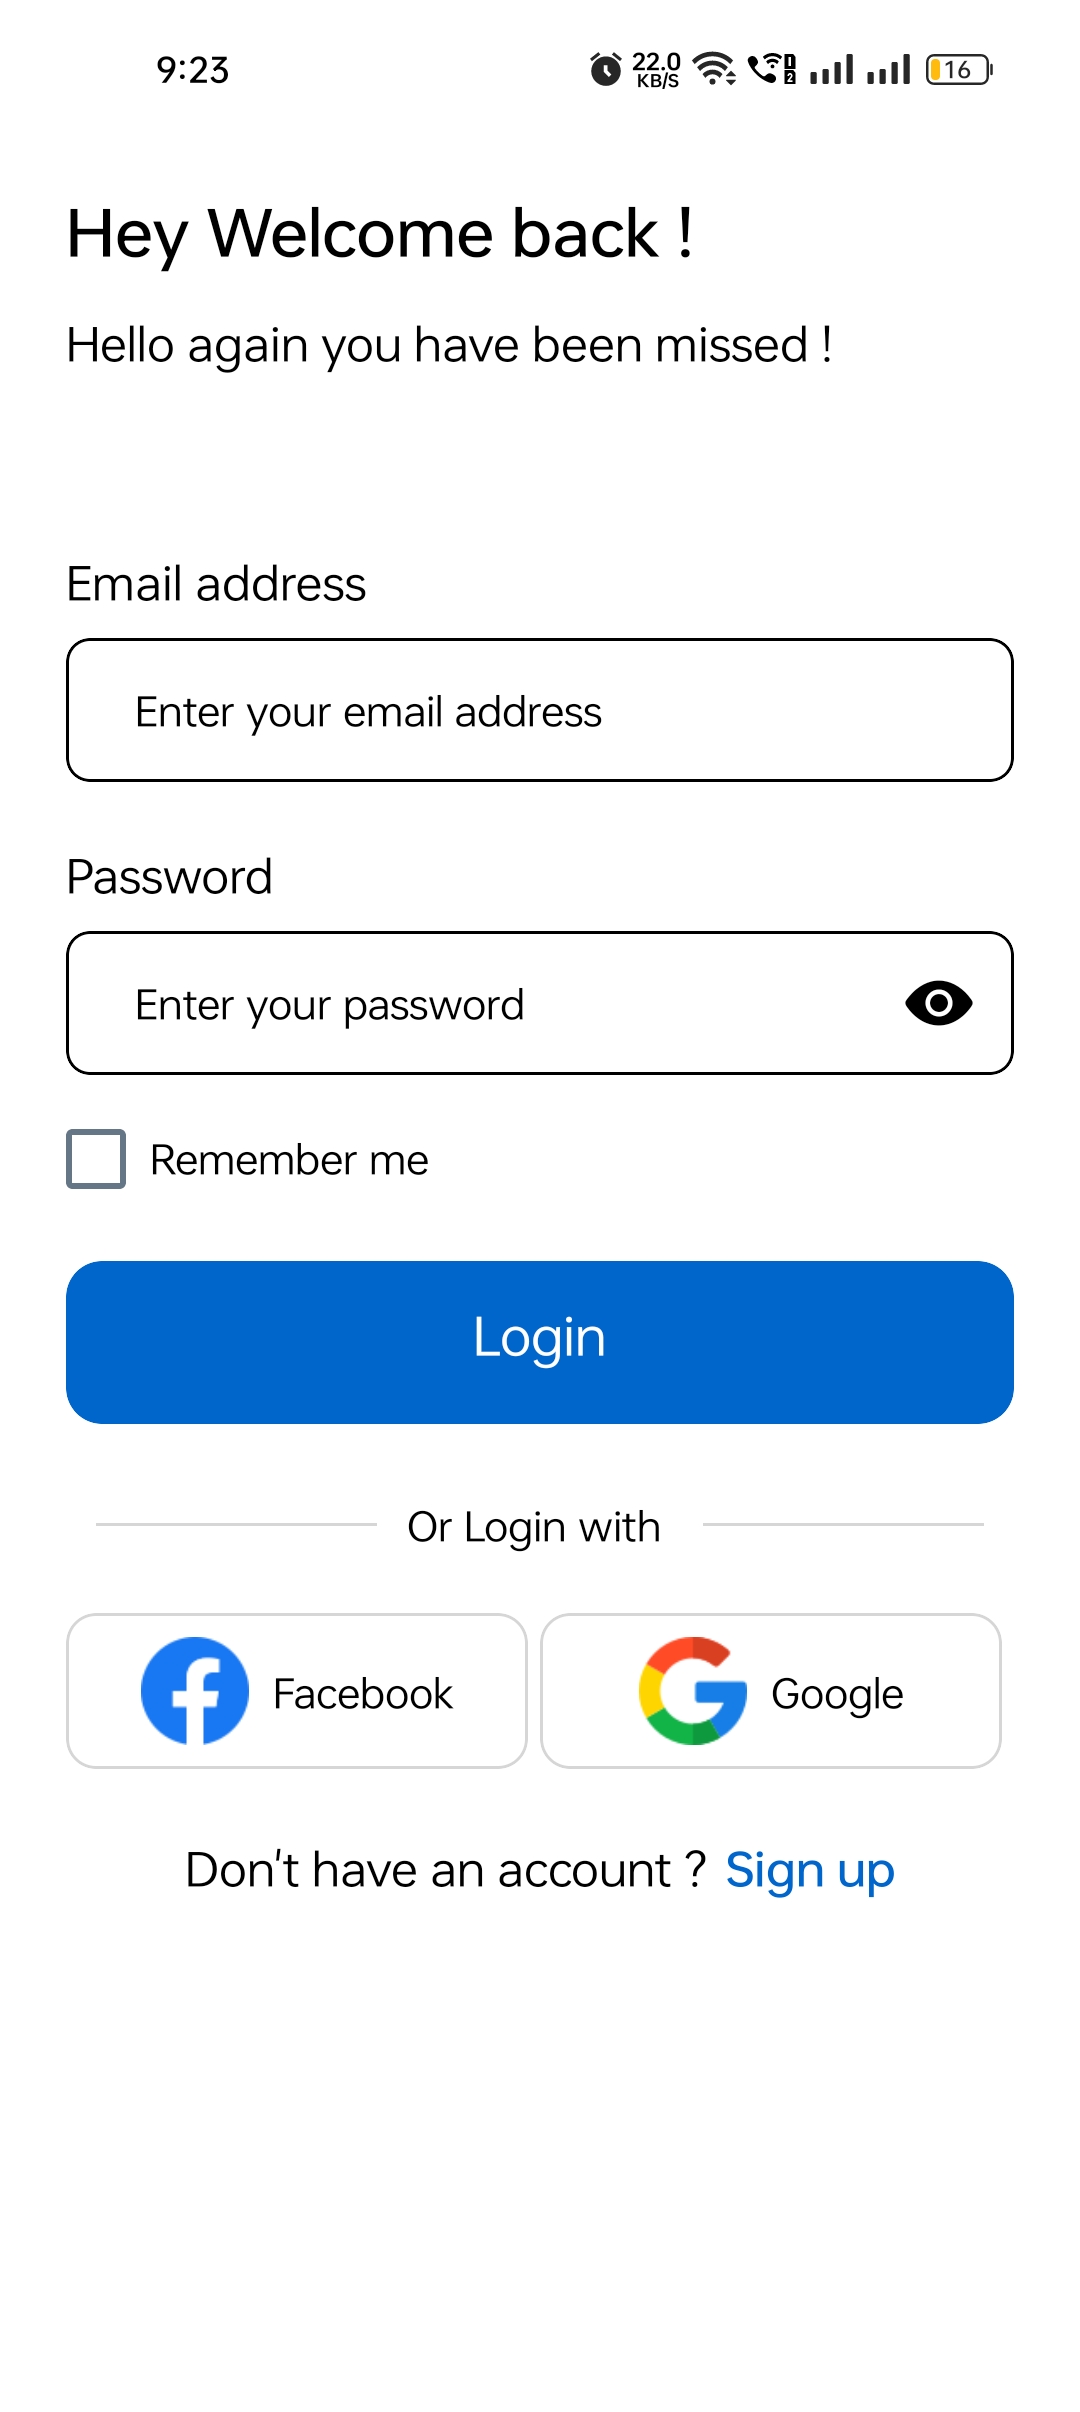 9:23 22.0 KB/S 1 2 16
Hey Welcome back !
Hello again you have been missed !
Email address
Enter your email address
Password
Enter your password
Remember me
Login
Or Login with
Facebook Google
Don't have an account ? Sign up